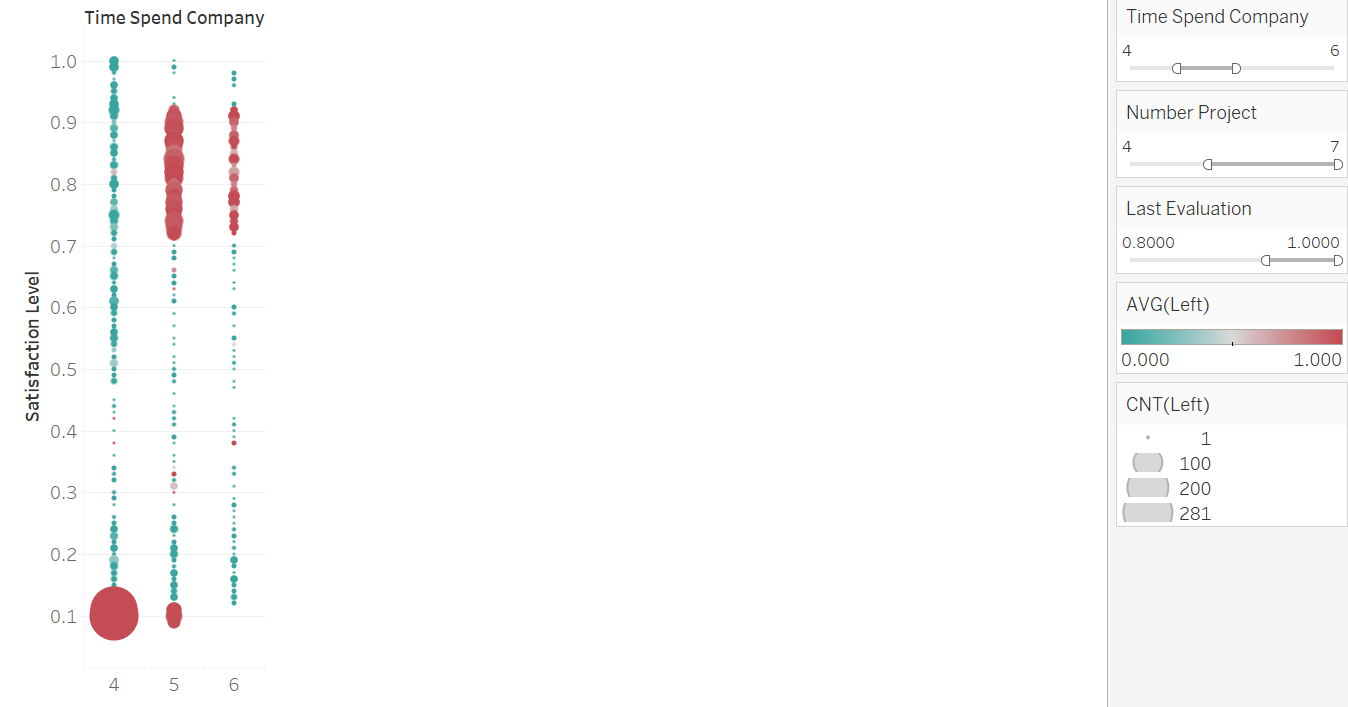 Time Spend Company
Satisfaction Level
1.0
0.9
0.8
0.7
0.6
0.5
0.4
0.3
0.2
0.1
4 5 6
Time Spend Company
4 6
Number Project
4 7
Last Evaluation
0.8000 1.0000
AVG(Left)
0.000 1.000
CNT(Left)
1
100
200
281